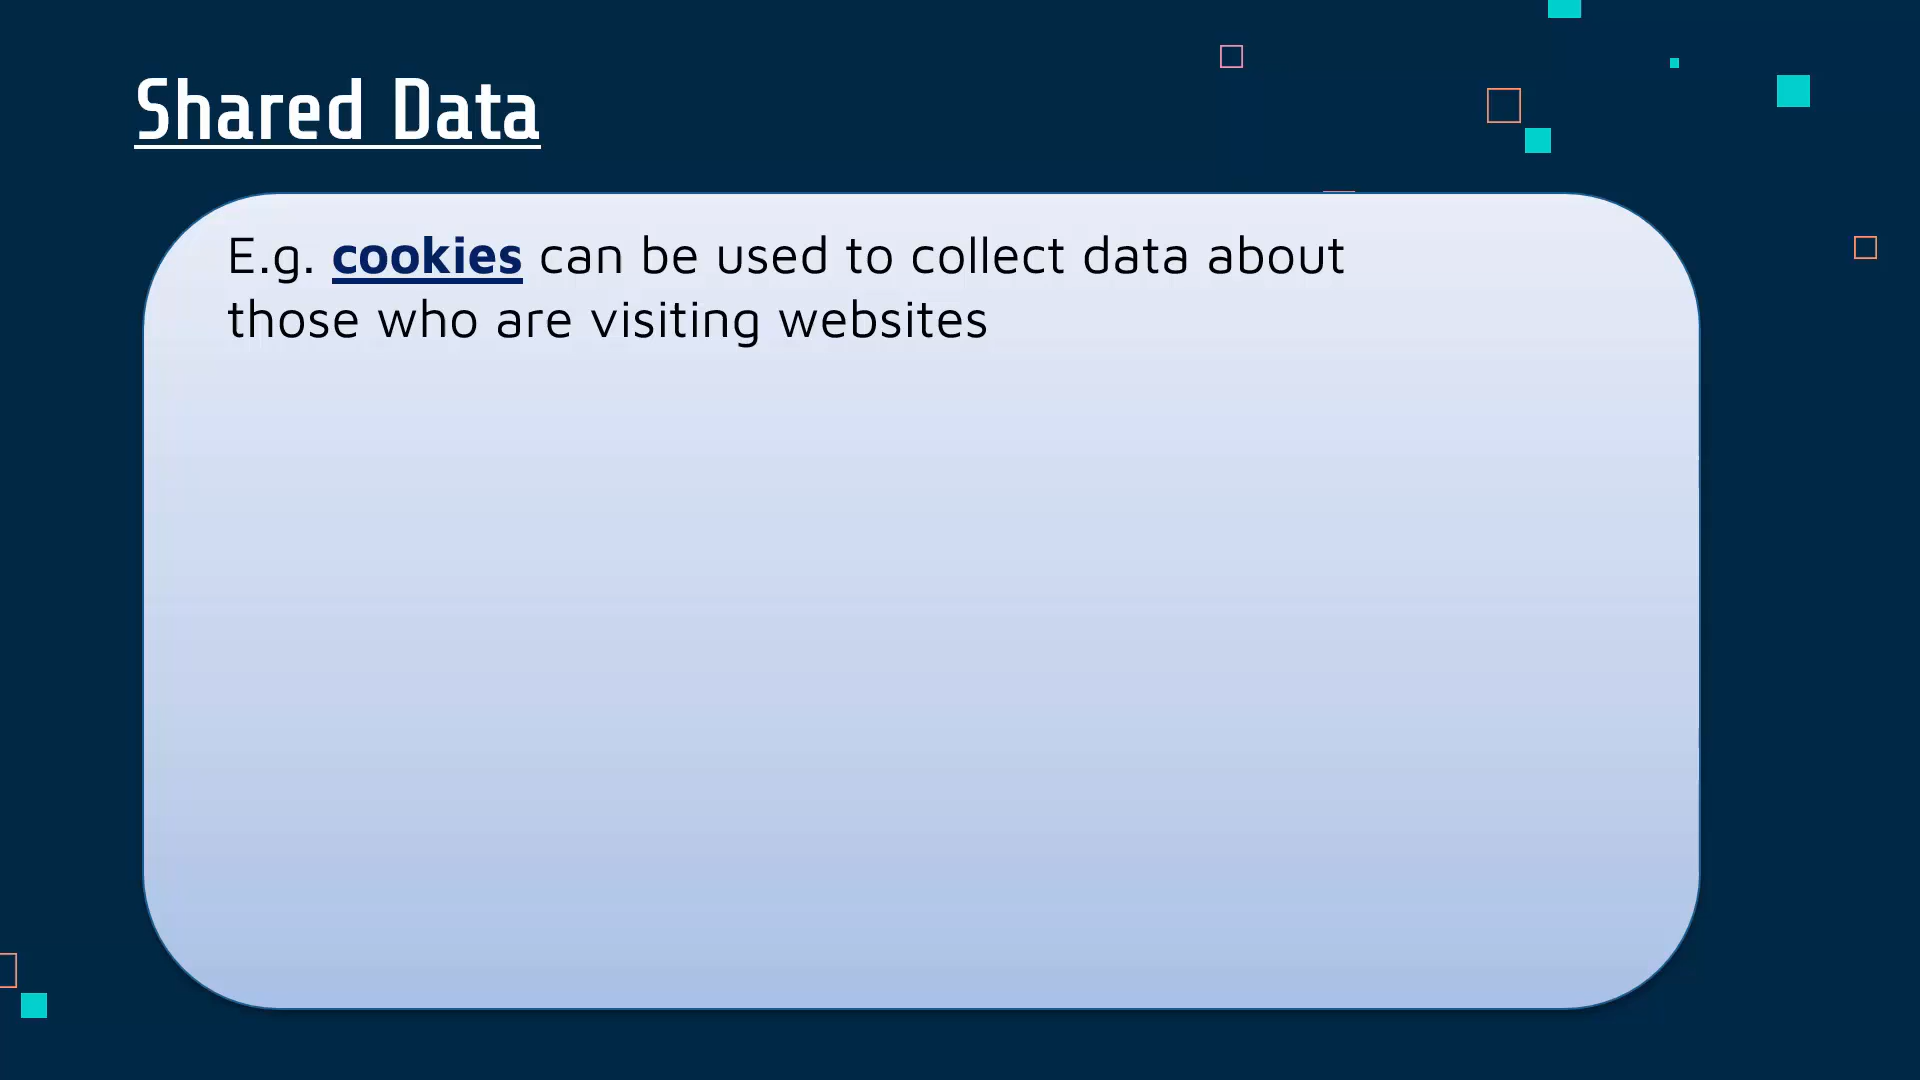 Shared Data
E.g. cookies can be used to collect data about
those who are visiting websites